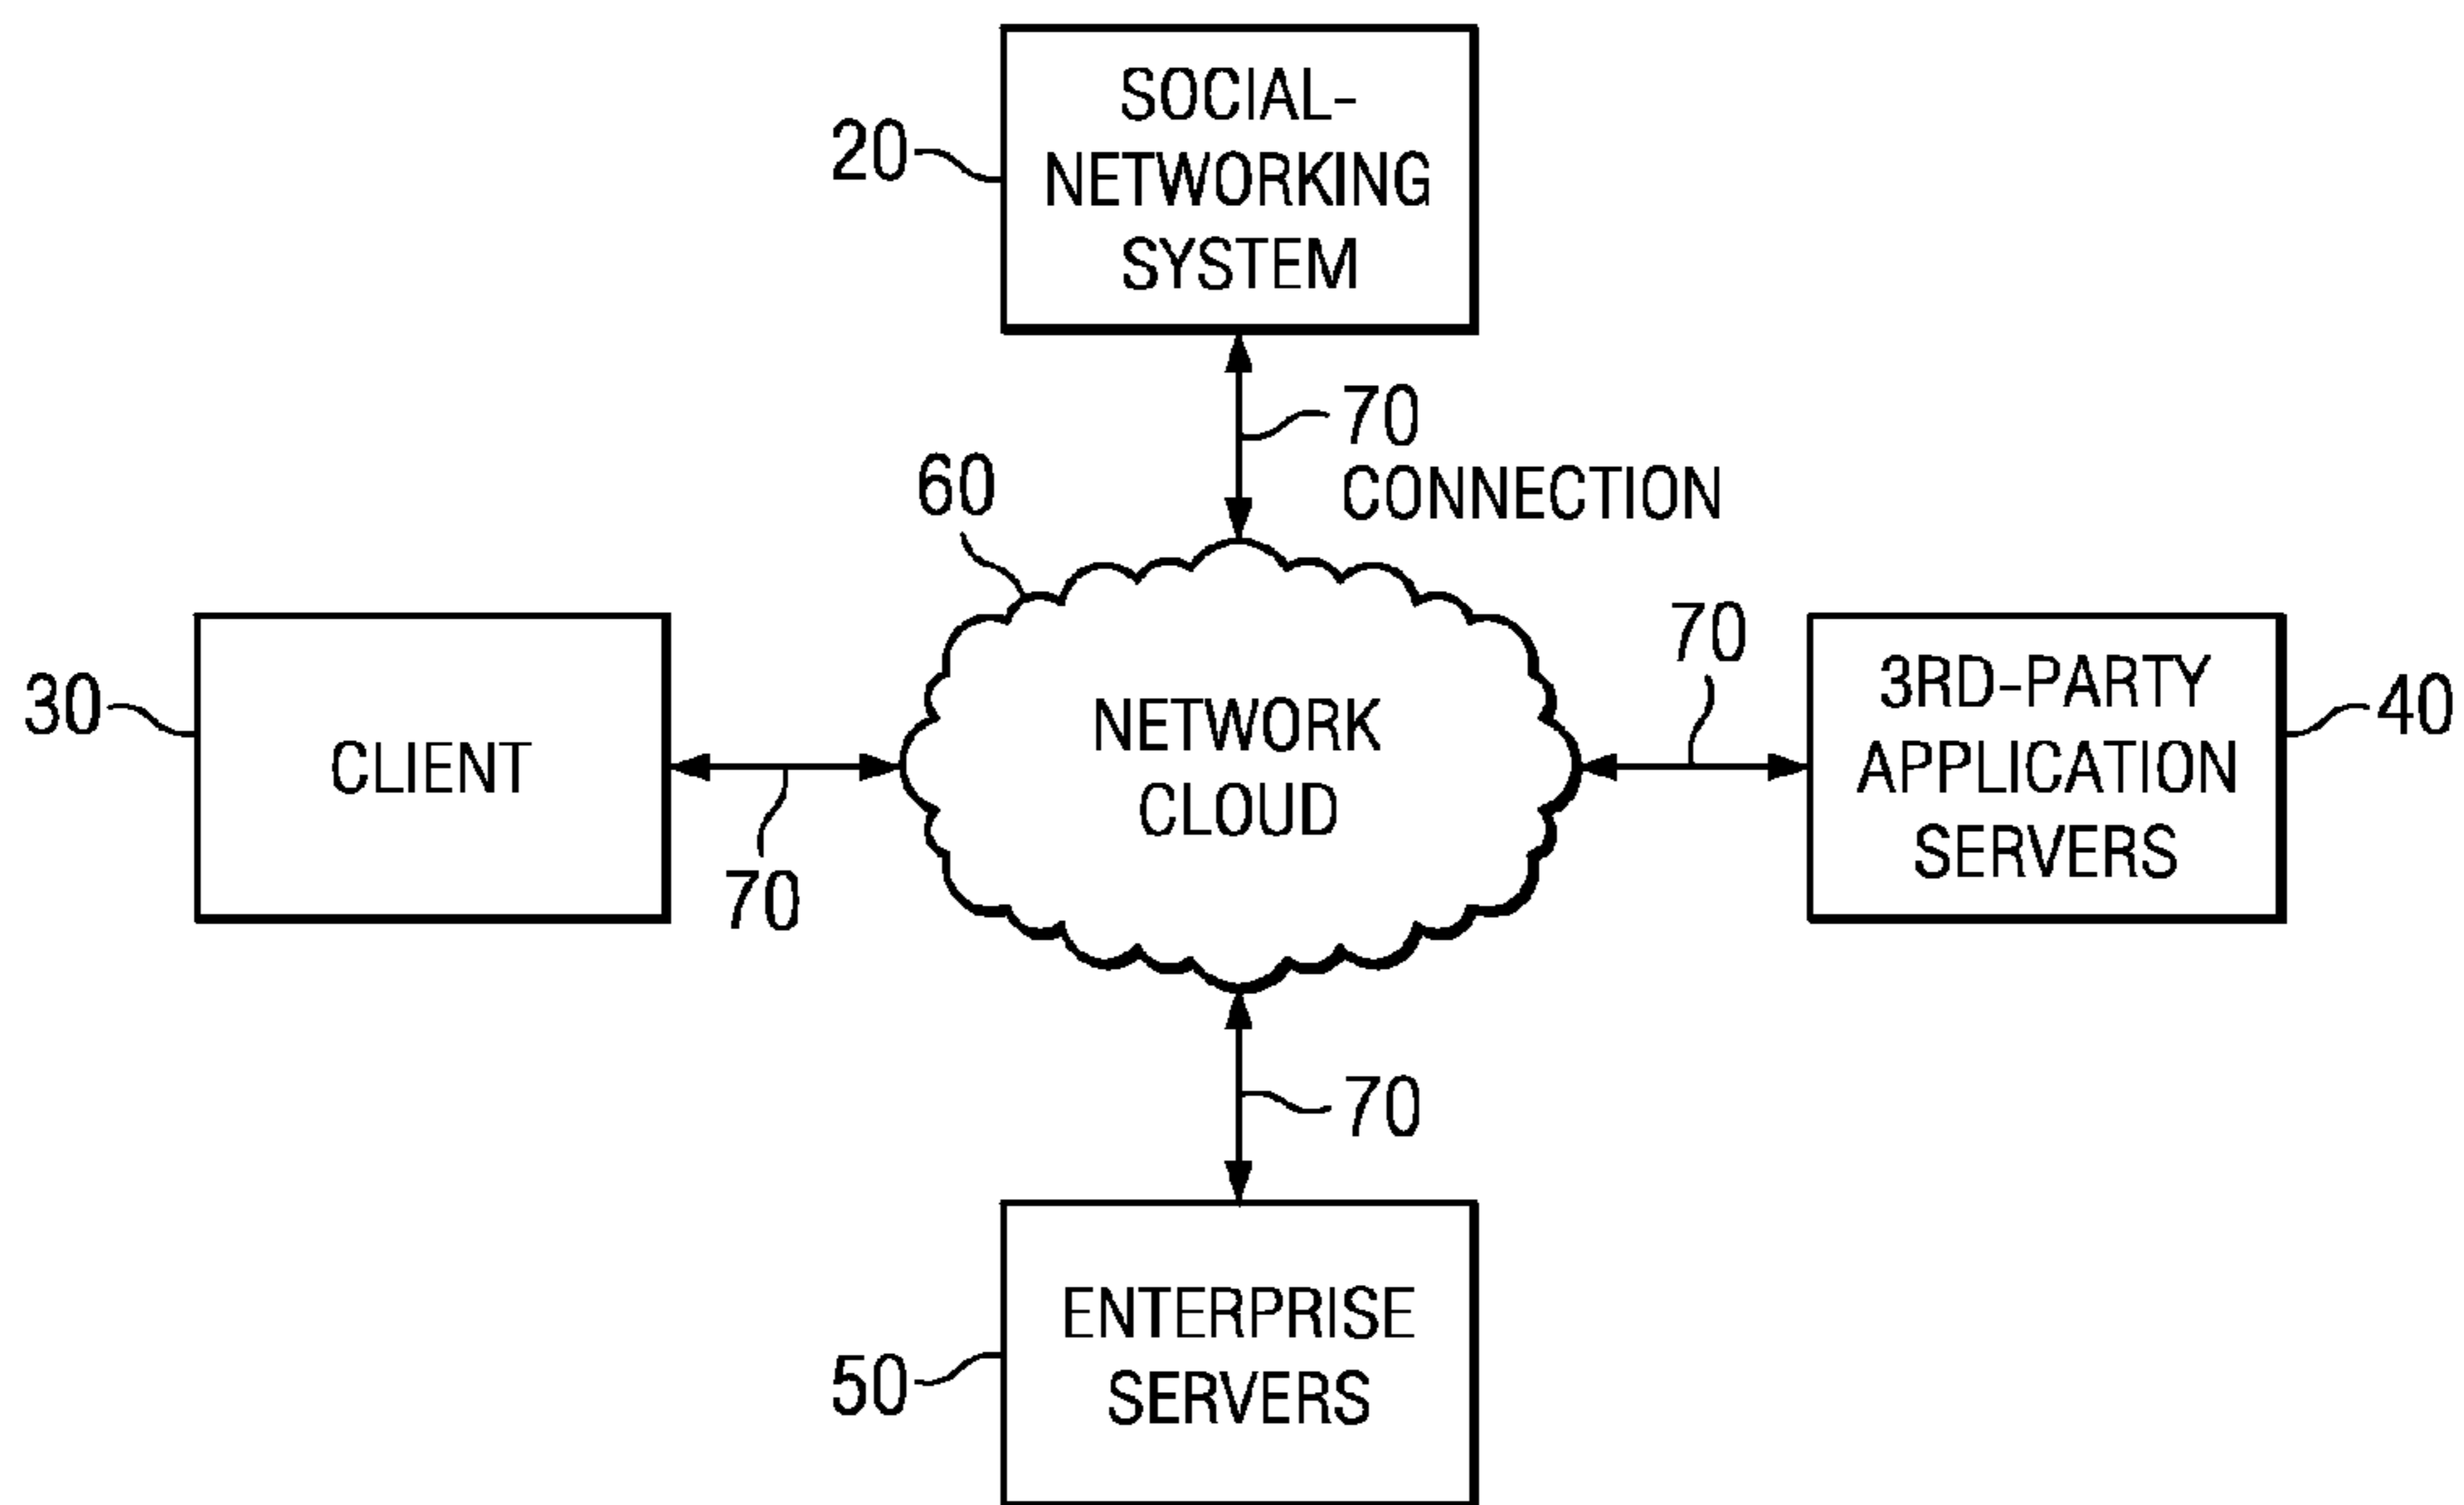 20
SOCIAL-
NETWORKING
SYSTEM
70
CONNECTION
60
30
CLIENT
70
NETWORK
CLOUD
70
3RD-PARTY
APPLICATION
SERVERS
40
70
50
ENTERPRISE
SERVERS